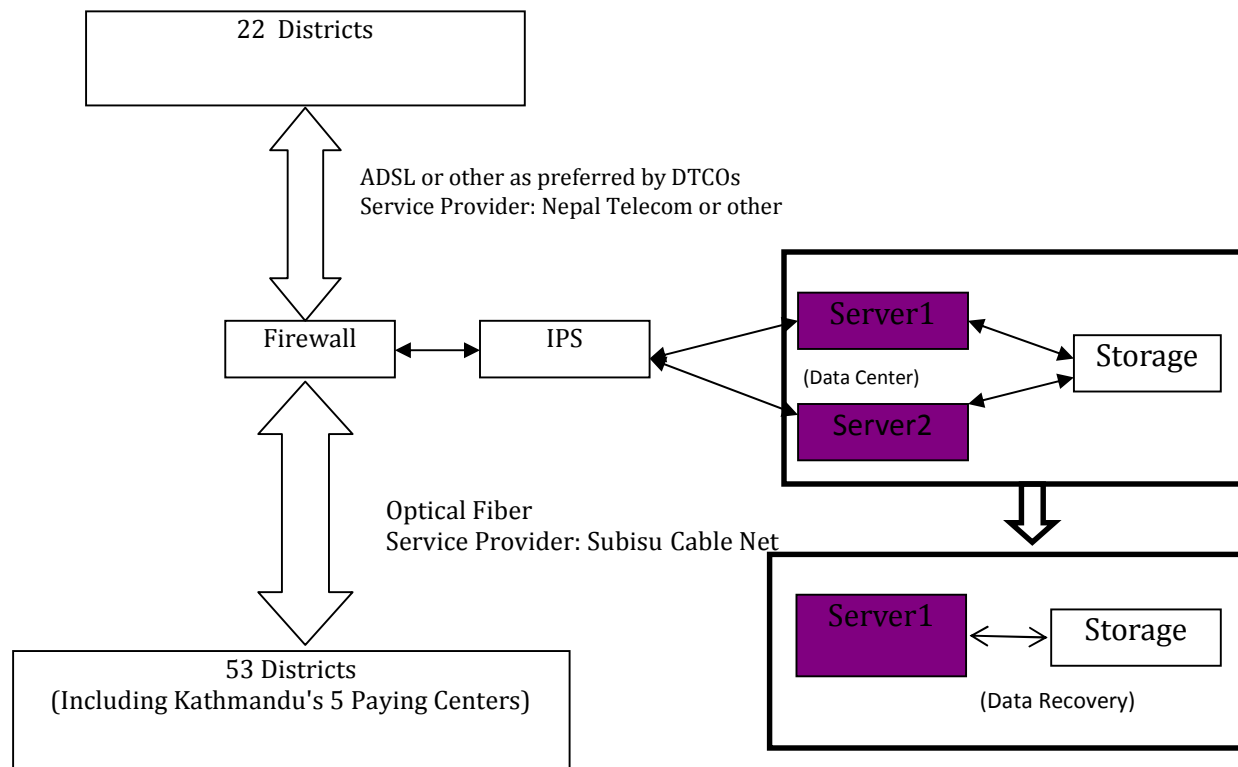 22 Districts
ADSL or other as preferred by DTCOs
Service Provider: Nepal Telecom or other
Firewall
IPS
Server1
(Data Center)
Server2
Storage
Optical Fiber
Service Provider: Subisu Cable Net
Server1
Storage
(Data Recovery)
53 Districts
(Including Kathmandu's 5 Paying Centers)